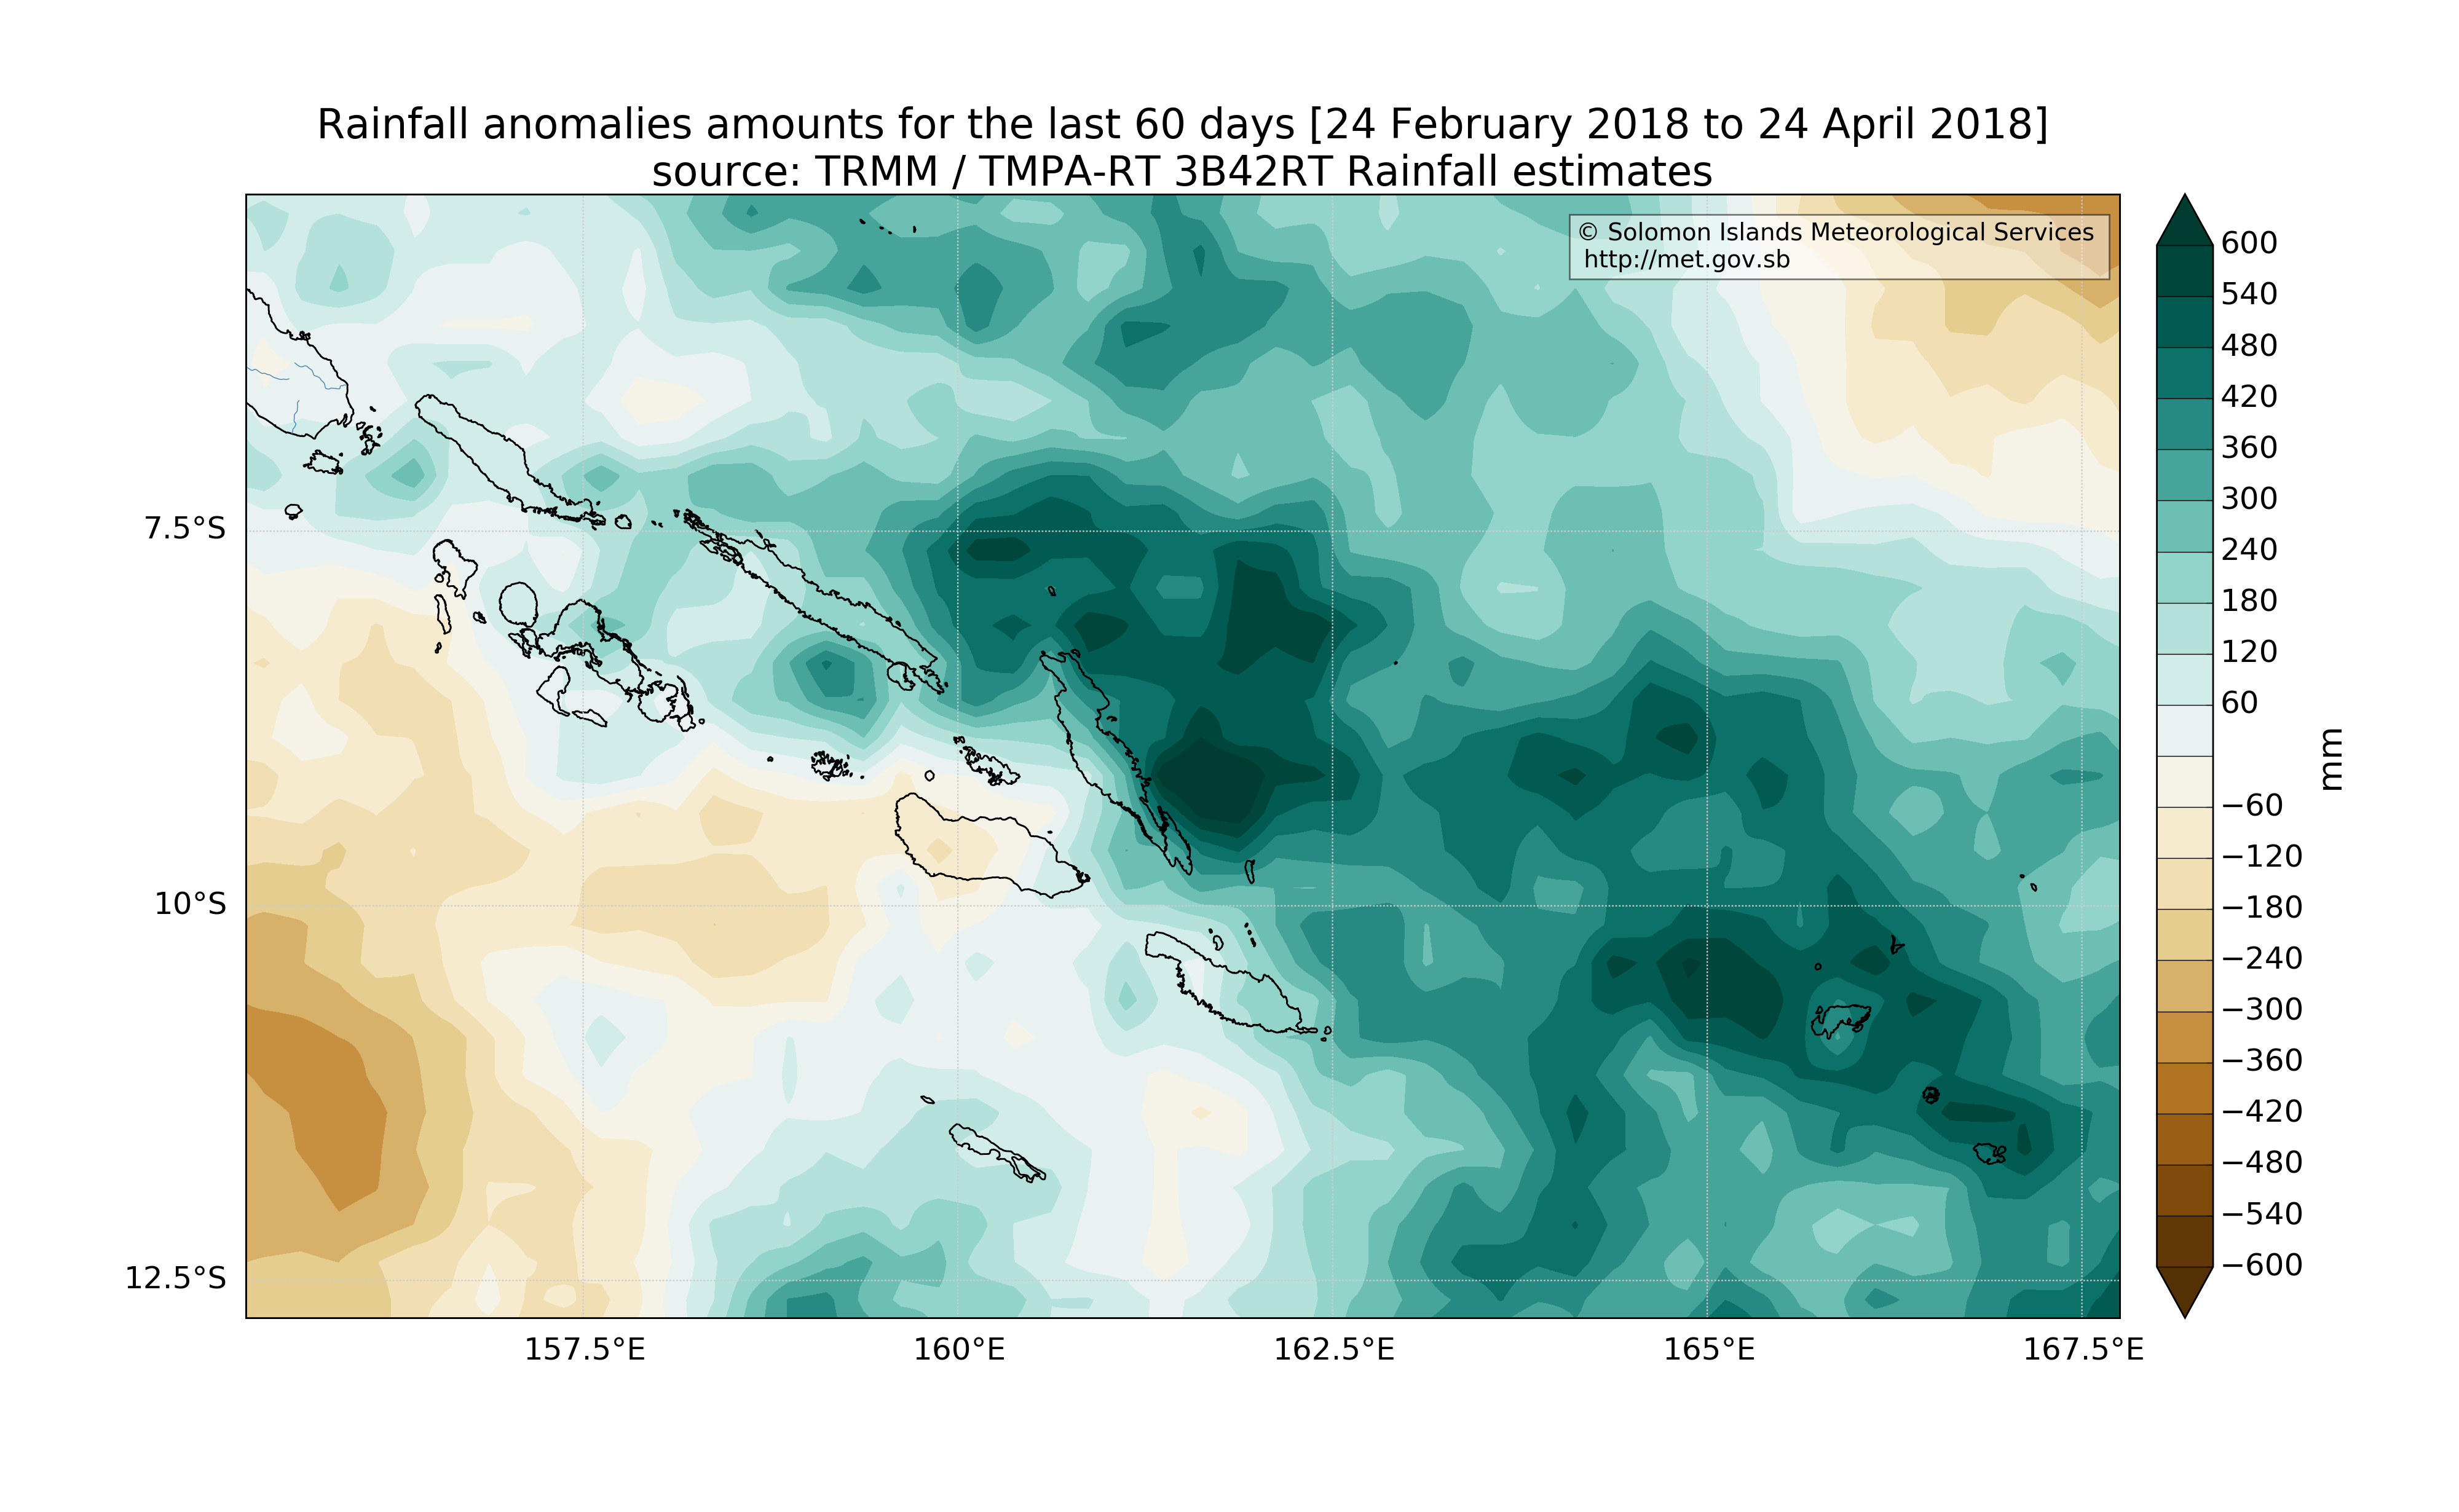 Rainfall anomalies amounts for the last 60 days [24 February 2018 to 24 April 2018]
source: TRMM / TMPA-RT 3B42RT Rainfall estimates
© Solomon Islands Meteorological Services
http://met.gov.sb
7.5°S
10°S
12.5°S
157.5°E
160°E
162.5°E
165°E
167.5°E
600
540
480
420
360
300
240
180
120
60
−60
−120
−180
−240
−300
−360
−420
−480
−540
−600
mm